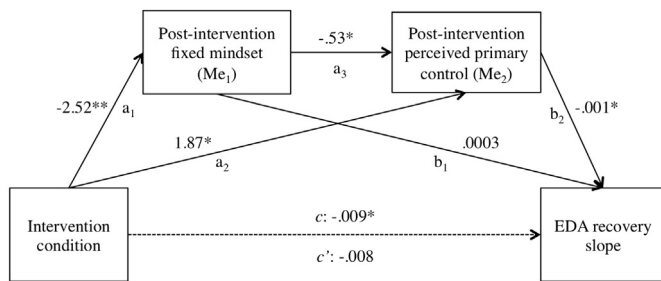 Post-intervention
fixed mindset
(Me₁)
-.53*
a₃
Post-intervention
perceived primary
control (Me₂)
-2.52**
a₁
1.87*
a₂
.0003
b₁
-.001*
b₂
Intervention
condition
c: -.009*
c’: -.008
EDA recovery
slope